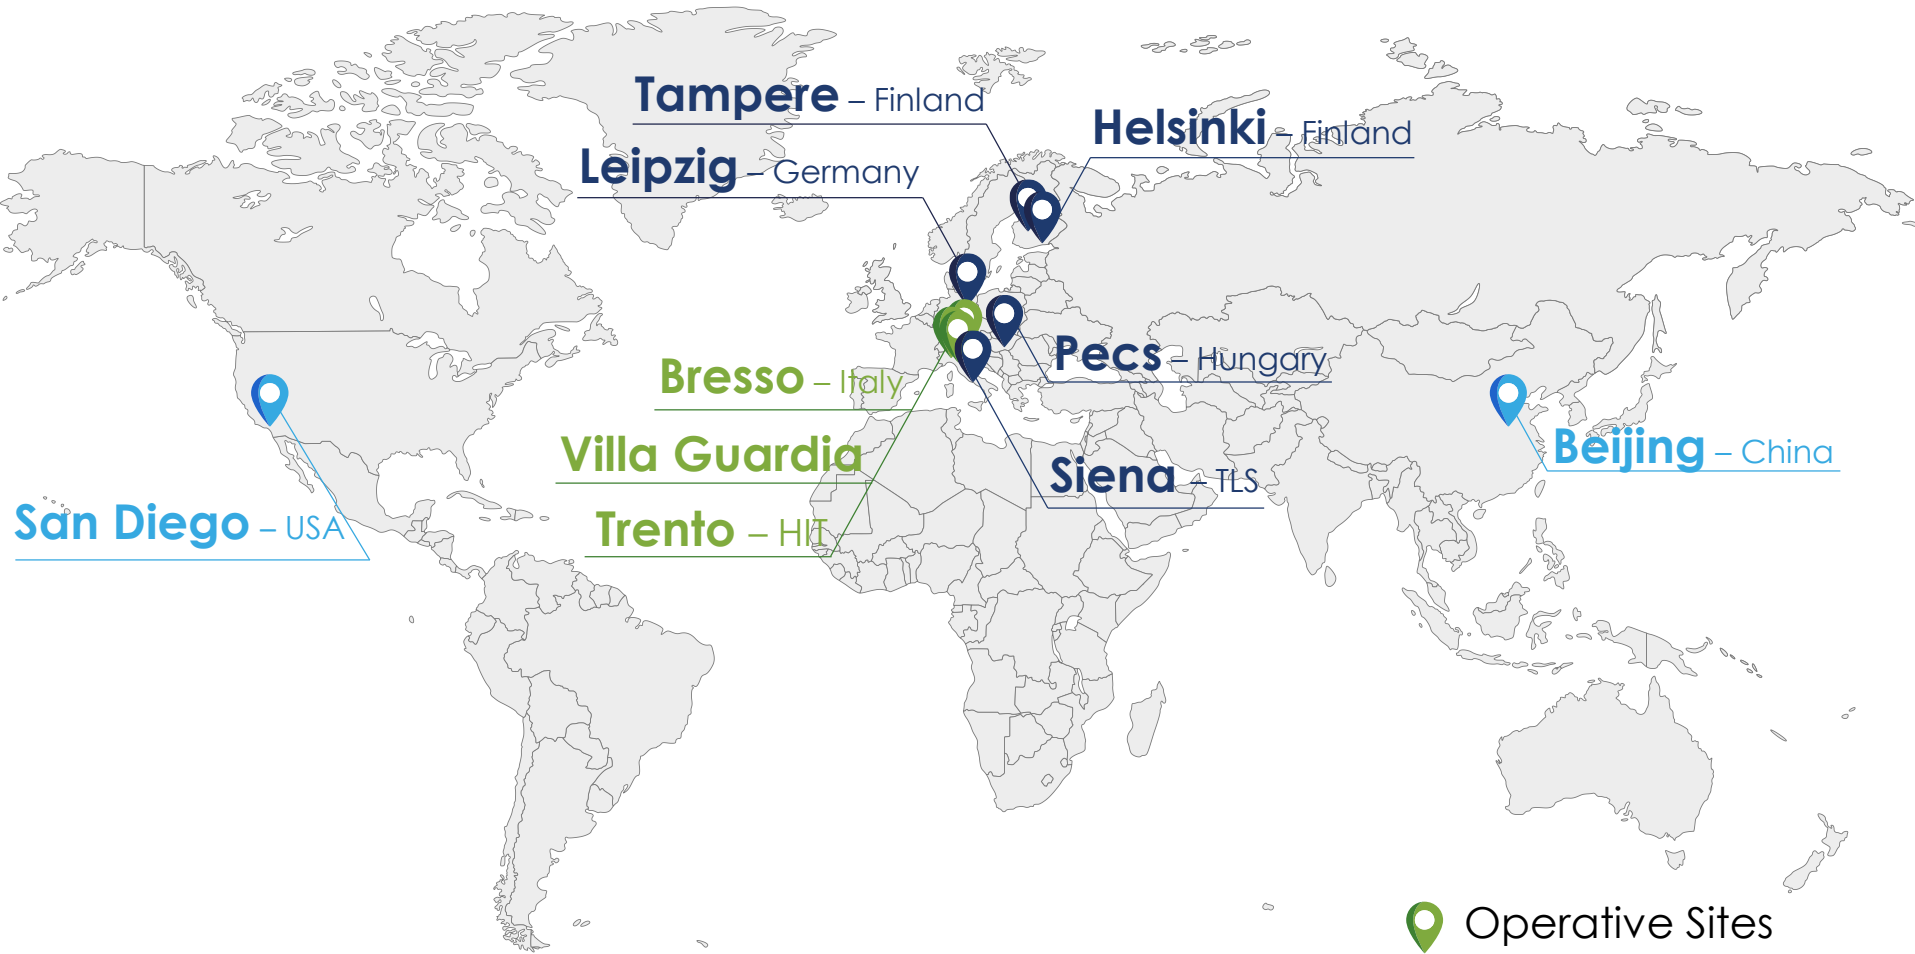 Tampere – Finland
Helsinki – Finland
Leipzig – Germany
Pecs – Hungary
Bresso – Italy
Villa Guardia
Siena – TLS
Beijing – China
San Diego – USA
Trento – HIT
Operative Sites